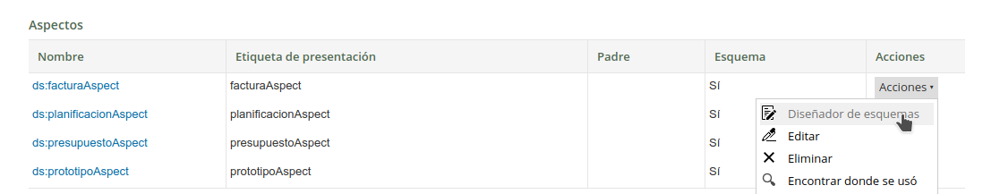 Aspectos
Nombre Etiqueta de presentación Padre Esquema Acciones
ds:facturaAspect facturaAspect Sí Acciones
ds:planificacionAspect planificacionAspect Sí
Diseñador de esquemas
Editar
ds:presupuestoAspect presupuestoAspect Sí
Eliminar
ds:prototipoAspect prototipoAspect Sí
Encontrar donde se usó